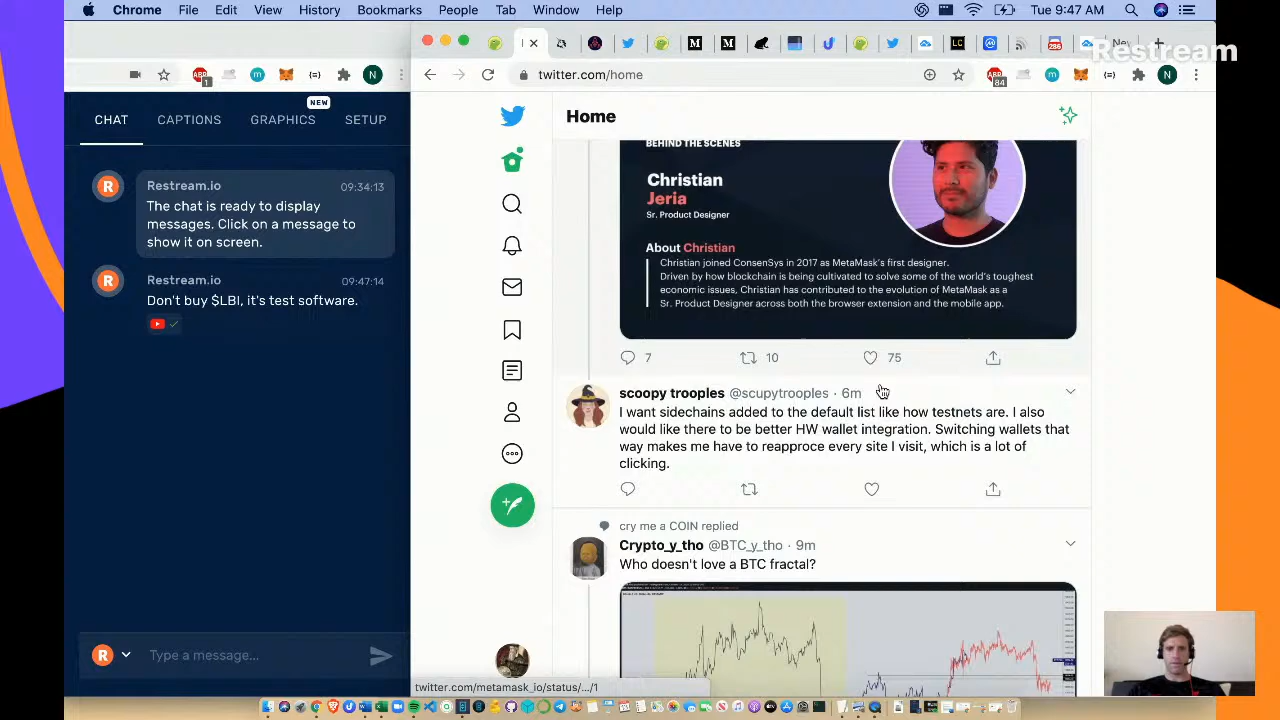 Chrome File Edit View History Bookmarks People Tab Window Help
Tue 9:47 AM
286
LC
Nev
Restream
ABP
1
m
N
twitter.com/home
ABP
84
m
N
CHAT
CAPTIONS
NEW
GRAPHICS
SETUP
R
Restream.io
09:34:13
The chat is ready to display
messages. Click on a message to
show it on screen.
R
Restream.io
09:47:14
Don't buy $LBI, it's test software.
R
Type a message...
Home
BEHIND THE SCENES
Christian
Jeria
Sr. Product Designer
About Christian
Christian joined ConsenSys in 2017 as MetaMask's first designer.
Driven by how blockchain is being cultivated to solve some of the world's toughest
economic issues, Christian has contributed to the evolution of MetaMask as a
Sr. Product Designer across both the browser extension and the mobile app.
7
10
75
scoopy trooples @scupytrooples · 6m
I want sidechains added to the default list like how testnets are. I also
would like there to be better HW wallet integration. Switching wallets that
way makes me have to reapproce every site I visit, which is a lot of
clicking.
cry me a COIN replied
Crypto_y_tho @BTC_y_tho · 9m
Who doesn't love a BTC fractal?
twitter.com/metamask_io/status/.../1